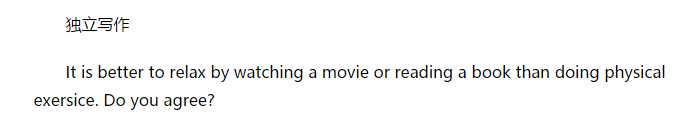 独立写作
It is better to relax by watching a movie or reading a book than doing physical
exersice. Do you agree?